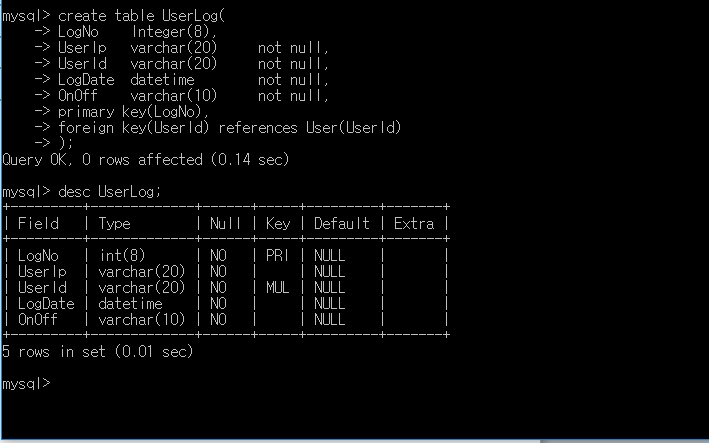 mysql> create table UserLog(
    -> LogNo    Integer(8),
    -> UserIp   varchar(20)     not null,
    -> UserId   varchar(20)     not null,
    -> LogDate  datetime        not null,
    -> OnOff    varchar(10)     not null,
    -> primary key(LogNo),
    -> foreign key(UserId) references User(UserId)
    -> );
Query OK, 0 rows affected (0.14 sec)
mysql> desc UserLog;
+---------+-------------+------+-----+---------+-------+
| Field   | Type        | Null | Key | Default | Extra |
+---------+-------------+------+-----+---------+-------+
| LogNo   | int(8)      | NO   | PRI | NULL    |       |
| UserIp  | varchar(20) | NO   |     | NULL    |       |
| UserId  | varchar(20) | NO   | MUL | NULL    |       |
| LogDate | datetime    | NO   |     | NULL    |       |
| OnOff   | varchar(10) | NO   |     | NULL    |       |
+---------+-------------+------+-----+---------+-------+
5 rows in set (0.01 sec)
mysql>